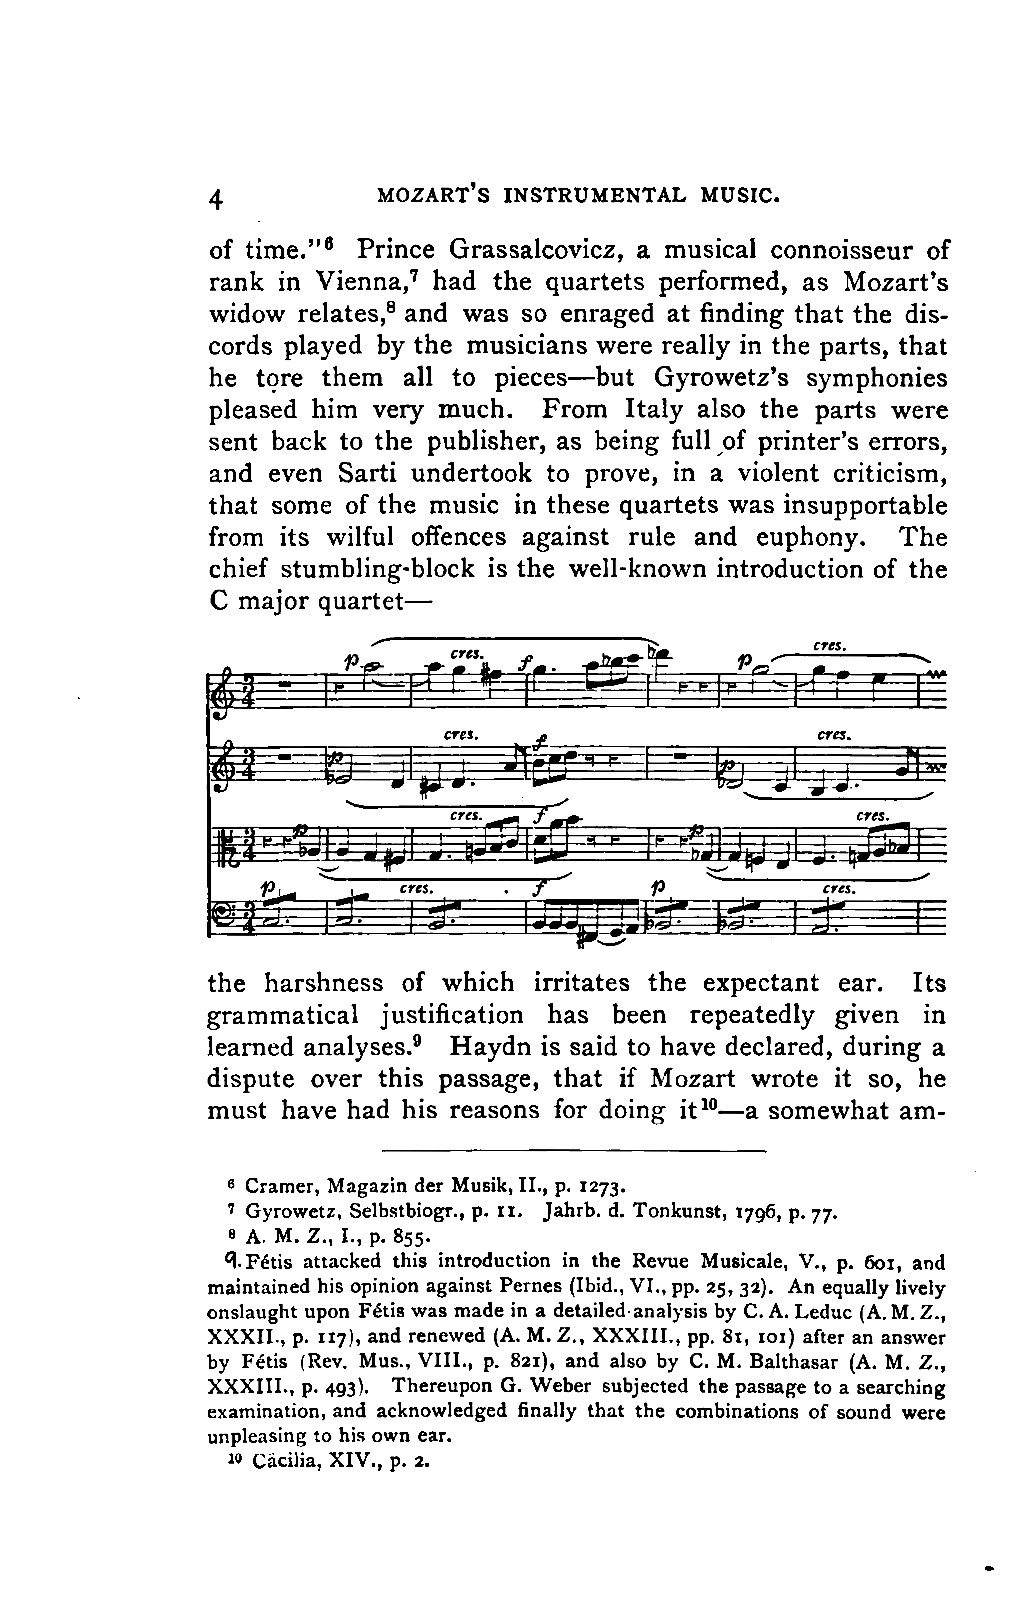 4 MOZART'S INSTRUMENTAL MUSIC.
of time."⁶ Prince Grassalcovicz, a musical connoisseur of
rank in Vienna,⁷ had the quartets performed, as Mozart's
widow relates,⁸ and was so enraged at finding that the dis-
cords played by the musicians were really in the parts, that
he tore them all to pieces—but Gyrowetz's symphonies
pleased him very much. From Italy also the parts were
sent back to the publisher, as being full of printer's errors,
and even Sarti undertook to prove, in a violent criticism,
that some of the music in these quartets was insupportable
from its wilful offences against rule and euphony. The
chief stumbling-block is the well-known introduction of the
C major quartet—
p cres. f p cres.
p cres. f p cres.
p cres. f p cres.
p cres. f p cres.
the harshness of which irritates the expectant ear. Its
grammatical justification has been repeatedly given in
learned analyses.⁹ Haydn is said to have declared, during a
dispute over this passage, that if Mozart wrote it so, he
must have had his reasons for doing it¹⁰—a somewhat am-
⁶ Cramer, Magazin der Musik, II., p. 1273.
⁷ Gyrowetz, Selbstbiogr., p. 11. Jahrb. d. Tonkunst, 1796, p. 77.
⁸ A. M. Z., I., p. 855.
9. Fétis attacked this introduction in the Revue Musicale, V., p. 601, and
maintained his opinion against Pernes (Ibid., VI., pp. 25, 32). An equally lively
onslaught upon Fétis was made in a detailed analysis by C. A. Leduc (A. M. Z.,
XXXII., p. 117), and renewed (A. M. Z., XXXIII., pp. 81, 101) after an answer
by Fétis (Rev. Mus., VIII., p. 821), and also by C. M. Balthasar (A. M. Z.,
XXXIII., p. 493). Thereupon G. Weber subjected the passage to a searching
examination, and acknowledged finally that the combinations of sound were
unpleasing to his own ear.
¹⁰ Cäcilia, XIV., p. 2.